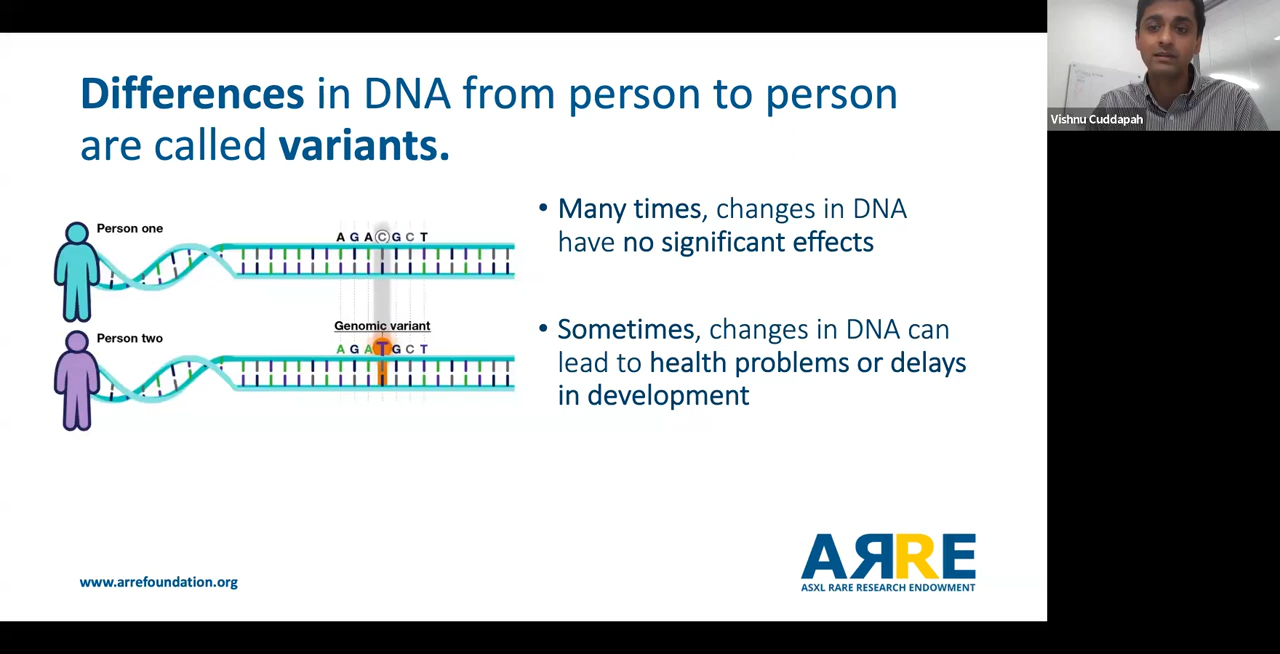 Differences in DNA from person to person
are called variants.
Person one
A G A C G C T
Genomic variant
Person two
A G A T G C T
• Many times, changes in DNA
have no significant effects
• Sometimes, changes in DNA can
lead to health problems or delays
in development
www.arrefoundation.org
AЯRE
ASXL RARE RESEARCH ENDOWMENT
Vishnu Cuddapah